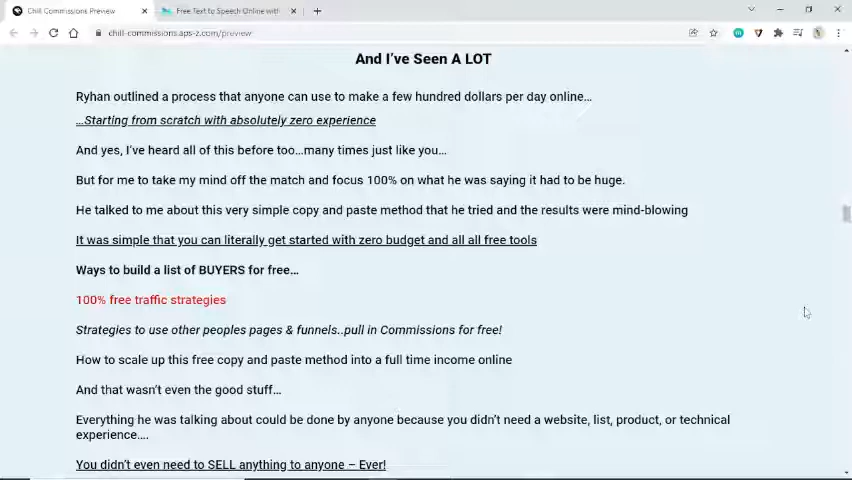 Chill Commissions Preview
Free Text to Speech Online with
chill-commissions.aps-z.com/preview
And I've Seen A LOT
Ryhan outlined a process that anyone can use to make a few hundred dollars per day online...
...Starting from scratch with absolutely zero experience
And yes, I've heard all of this before too...many times just like you...
But for me to take my mind off the match and focus 100% on what he was saying it had to be huge.
He talked to me about this very simple copy and paste method that he tried and the results were mind-blowing
It was simple that you can literally get started with zero budget and all all free tools
Ways to build a list of BUYERS for free...
100% free traffic strategies
Strategies to use other peoples pages & funnels..pull in Commissions for free!
How to scale up this free copy and paste method into a full time income online
And that wasn't even the good stuff...
Everything he was talking about could be done by anyone because you didn't need a website, list, product, or technical
experience....
You didn't even need to SELL anything to anyone – Ever!